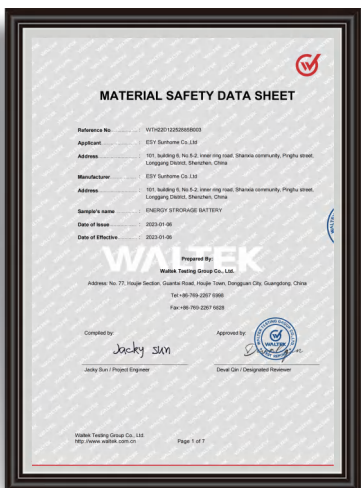 MATERIAL SAFETY DATA SHEET
Reference No. : WTH22D12252895B003
Applicant : ESY Sunhome Co.,Ltd
Address : 101, building 6, No.5-2, inner ring road, Shanxia community, Pinghu street,
Longgang District, Shenzhen, China
Manufacturer : ESY Sunhome Co.,Ltd
Address : 101, building 6, No.5-2, inner ring road, Shanxia community, Pinghu street,
Longgang District, Shenzhen, China
Sample's name : ENERGY STRORAGE BATTERY
Date of Issue : 2023-01-06
Date of Effective : 2023-01-06
WALTEK
Prepared By:
Waltek Testing Group Co., Ltd.
Address: No. 77, Houjie Section, Guantai Road, Houjie Town, Dongguan City, Guangdong, China
Tel:+86-769-2267 6998
Fax:+86-769-2267 6828
Compiled by:
Approved by:
Jacky Sun
WALTEK
Jacky Sun / Project Engineer
Deval Qin / Designated Reviewer
Waltek Testing Group Co., Ltd.
http://www.waltek.com.cn
Page 1 of 7